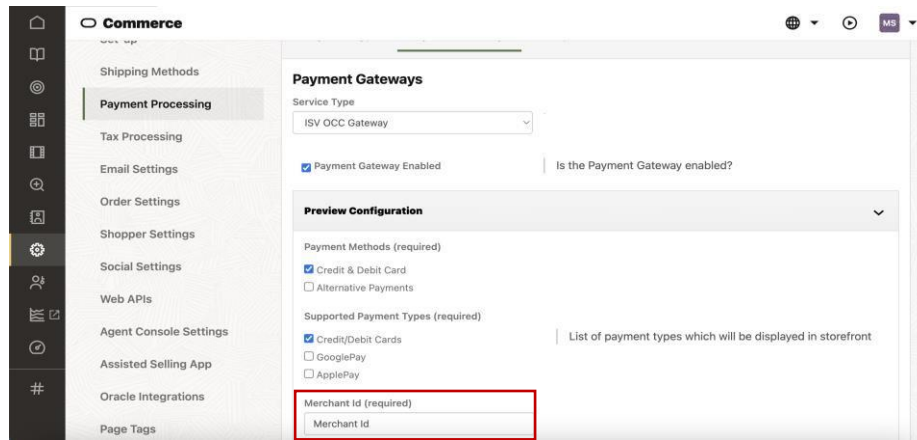 Commerce
MS
Set-up
Shipping Methods
Payment Processing
Tax Processing
Email Settings
Order Settings
Shopper Settings
Social Settings
Web APIs
Agent Console Settings
Assisted Selling App
Oracle Integrations
Page Tags
Payment Gateways
Service Type
ISV OCC Gateway
Payment Gateway Enabled
Is the Payment Gateway enabled?
Preview Configuration
Payment Methods (required)
Credit & Debit Card
Alternative Payments
Supported Payment Types (required)
Credit/Debit Cards
List of payment types which will be displayed in storefront
GooglePay
ApplePay
Merchant Id (required)
Merchant Id